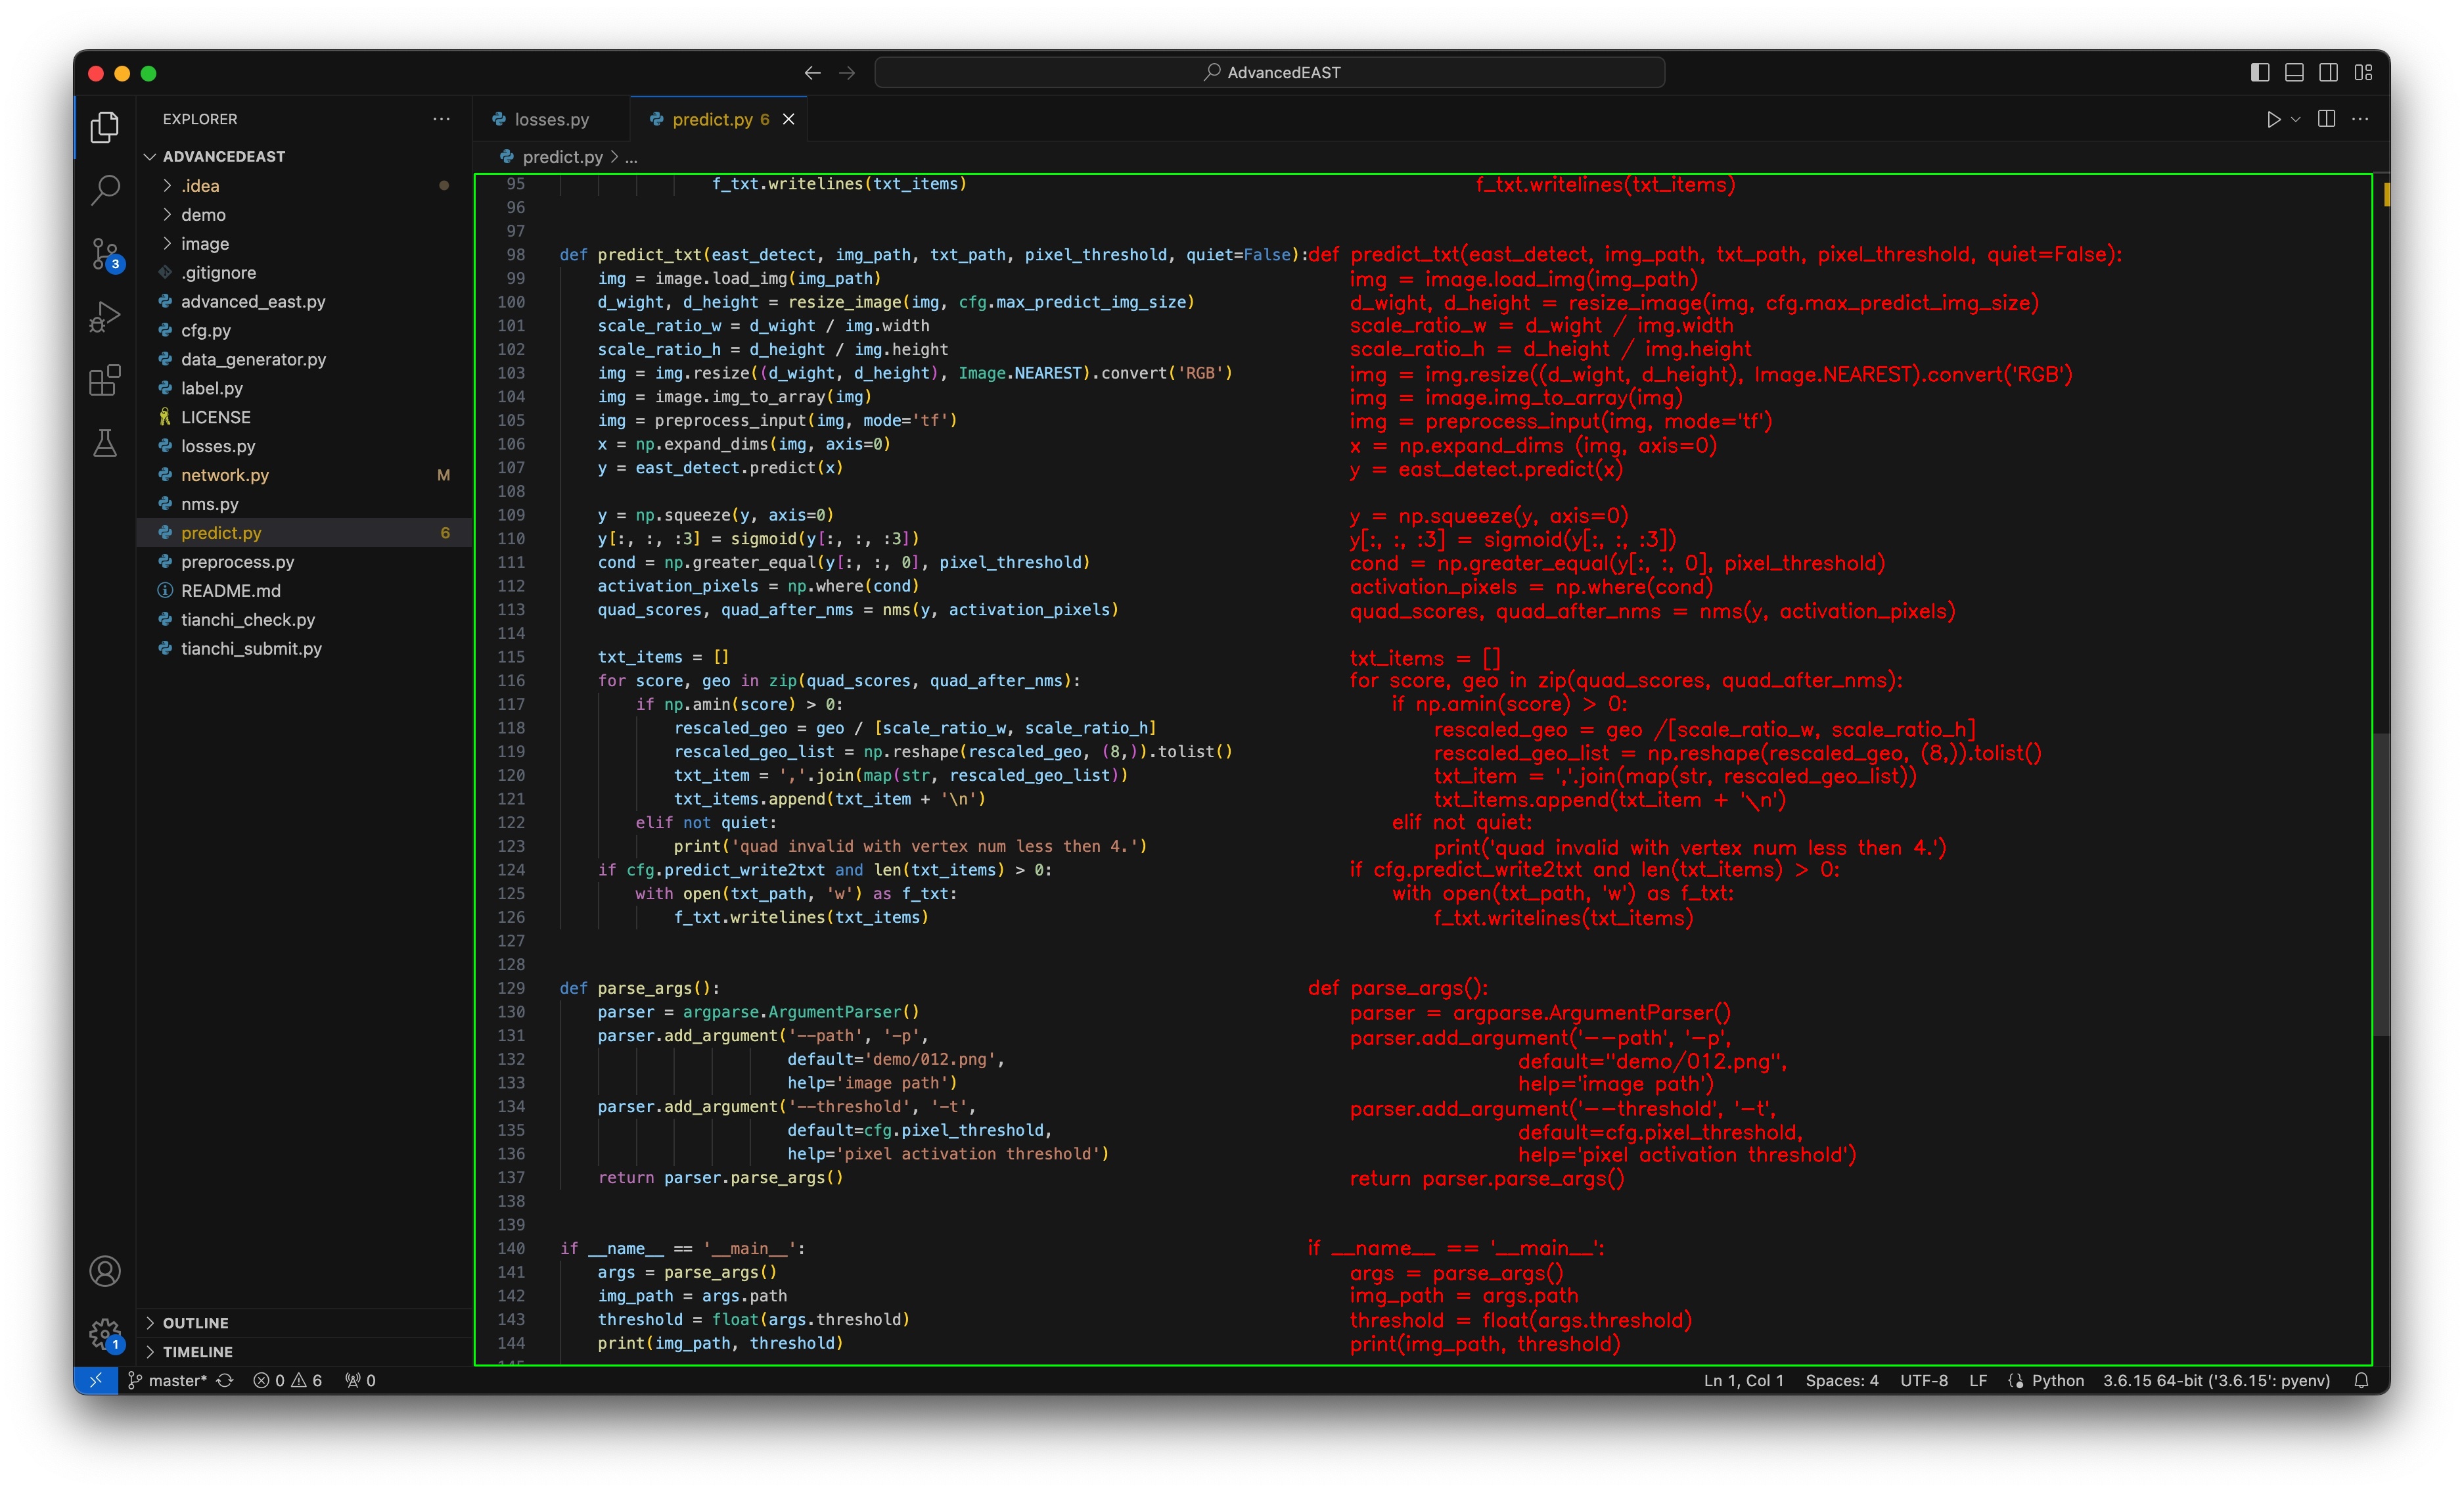 AdvancedEAST
EXPLORER
losses.py
predict.py 6
ADVANCEDEAST
predict.py > ...
.idea
demo
image
.gitignore
advanced_east.py
cfg.py
data_generator.py
label.py
LICENSE
losses.py
network.py M
nms.py
predict.py 6
preprocess.py
README.md
tianchi_check.py
tianchi_submit.py
OUTLINE
TIMELINE
3
1
95                 f_txt.writelines(txt_items)
96
97
98 def predict_txt(east_detect, img_path, txt_path, pixel_threshold, quiet=False):
99     img = image.load_img(img_path)
100     d_wight, d_height = resize_image(img, cfg.max_predict_img_size)
101     scale_ratio_w = d_wight / img.width
102     scale_ratio_h = d_height / img.height
103     img = img.resize((d_wight, d_height), Image.NEAREST).convert('RGB')
104     img = image.img_to_array(img)
105     img = preprocess_input(img, mode='tf')
106     x = np.expand_dims(img, axis=0)
107     y = east_detect.predict(x)
108
109     y = np.squeeze(y, axis=0)
110     y[:, :, :3] = sigmoid(y[:, :, :3])
111     cond = np.greater_equal(y[:, :, 0], pixel_threshold)
112     activation_pixels = np.where(cond)
113     quad_scores, quad_after_nms = nms(y, activation_pixels)
114
115     txt_items = []
116     for score, geo in zip(quad_scores, quad_after_nms):
117         if np.amin(score) > 0:
118             rescaled_geo = geo / [scale_ratio_w, scale_ratio_h]
119             rescaled_geo_list = np.reshape(rescaled_geo, (8,)).tolist()
120             txt_item = ','.join(map(str, rescaled_geo_list))
121             txt_items.append(txt_item + '\n')
122         elif not quiet:
123             print('quad invalid with vertex num less then 4.')
124     if cfg.predict_write2txt and len(txt_items) > 0:
125         with open(txt_path, 'w') as f_txt:
126             f_txt.writelines(txt_items)
127
128
129 def parse_args():
130     parser = argparse.ArgumentParser()
131     parser.add_argument('--path', '-p',
132                         default='demo/012.png',
133                         help='image path')
134     parser.add_argument('--threshold', '-t',
135                         default=cfg.pixel_threshold,
136                         help='pixel activation threshold')
137     return parser.parse_args()
138
139
140 if __name__ == '__main__':
141     args = parse_args()
142     img_path = args.path
143     threshold = float(args.threshold)
144     print(img_path, threshold)
f_txt.writelines(txt_items)
def predict_txt(east_detect, img_path, txt_path, pixel_threshold, quiet=False):
img = image.load_img(img_path)
d_wight, d_height = resize_image(img, cfg.max_predict_img_size)
scale_ratio_w = d_wight / img.width
scale_ratio_h = d_height / img.height
img = img.resize((d_wight, d_height), Image.NEAREST).convert('RGB')
img = image.img_to_array(img)
img = preprocess_input(img, mode='tf')
x = np.expand_dims (img, axis=0)
y = east_detect.predict(x)
y = np.squeeze(y, axis=0)
y[:, :, :3] = sigmoid(y[:, :, :3])
cond = np.greater_equal(y[:, :, 0], pixel_threshold)
activation_pixels = np.where(cond)
quad_scores, quad_after_nms = nms(y, activation_pixels)
txt_items = []
for score, geo in zip(quad_scores, quad_after_nms):
if np.amin(score) > 0:
rescaled_geo = geo /[scale_ratio_w, scale_ratio_h]
rescaled_geo_list = np.reshape(rescaled_geo, (8,)).tolist()
txt_item = ','.join(map(str, rescaled_geo_list))
txt_items.append(txt_item + '\n')
elif not quiet:
print('quad invalid with vertex num less then 4.')
if cfg.predict_write2txt and len(txt_items) > 0:
with open(txt_path, 'w') as f_txt:
f_txt.writelines(txt_items)
def parse_args():
parser = argparse.ArgumentParser()
parser.add_argument('--path', '-p',
default="demo/012.png",
help='image path')
parser.add_argument('--threshold', '-t',
default=cfg.pixel_threshold,
help='pixel activation threshold')
return parser.parse_args()
if __name__ == '__main__':
args = parse_args()
img_path = args.path
threshold = float(args.threshold)
print(img_path, threshold)
master* 0 6 0
Ln 1, Col 1 Spaces: 4 UTF-8 LF Python 3.6.15 64-bit ('3.6.15': pyenv)